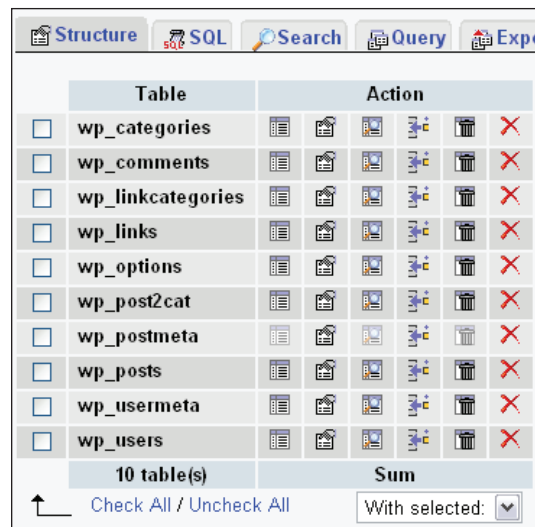 Structure SQL Search Query Expo
Table Action
wp_categories
wp_comments
wp_linkcategories
wp_links
wp_options
wp_post2cat
wp_postmeta
wp_posts
wp_usermeta
wp_users
10 table(s) Sum
Check All / Uncheck All With selected: